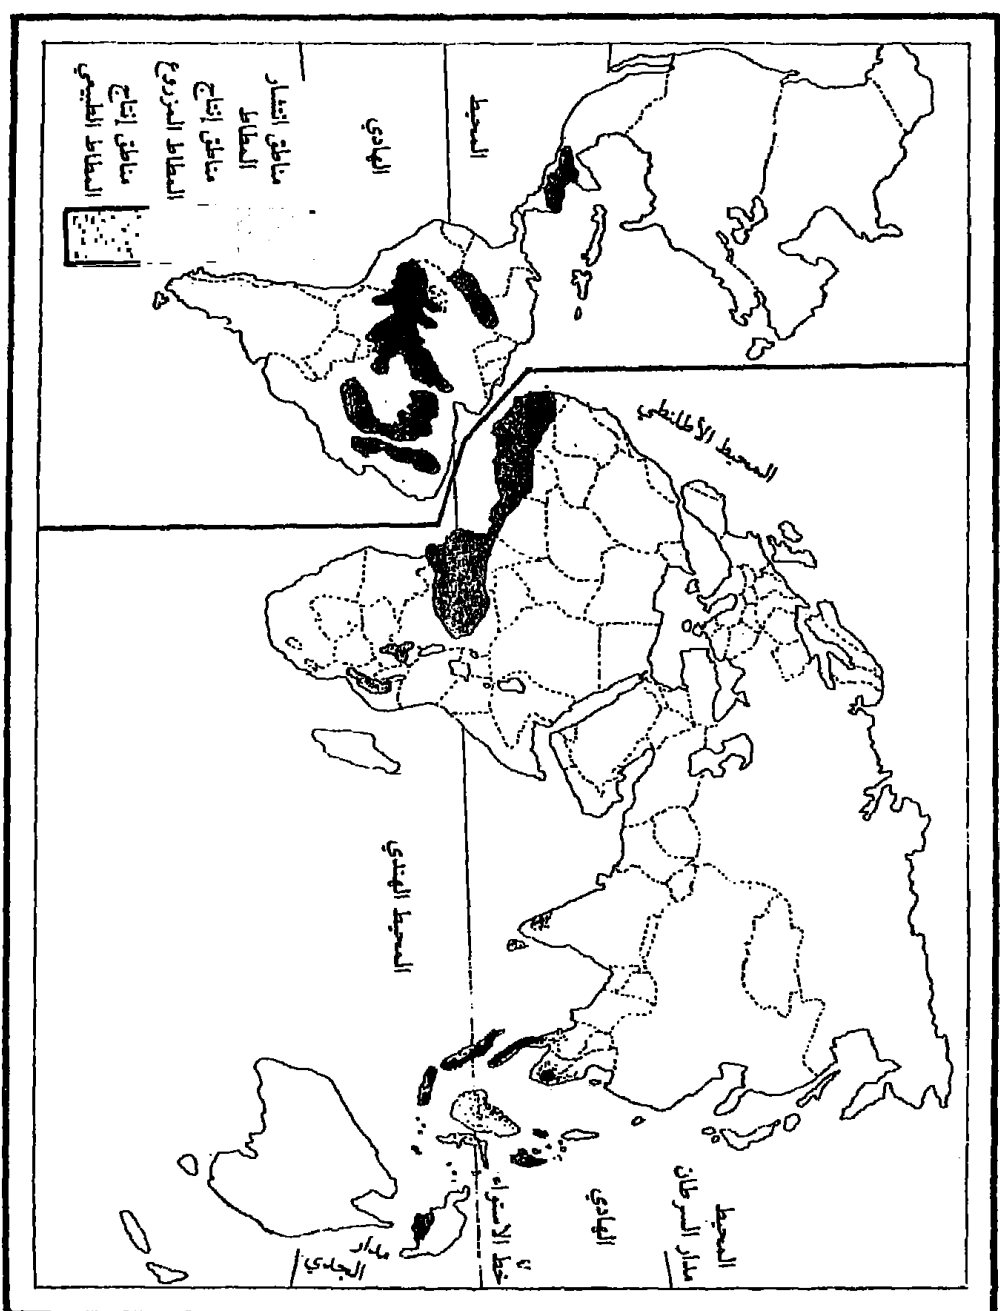 المحيط
الهادي
مناطق انتشار
المطاط
مناطق إنتاج
المطاط المزروع
مناطق إنتاج
المطاط الطبيعي
المحيط الأطلنطي
المحيط الهندي
المحيط
مدار السرطان
الهادي
خط الاستواء
مدار
الجدي